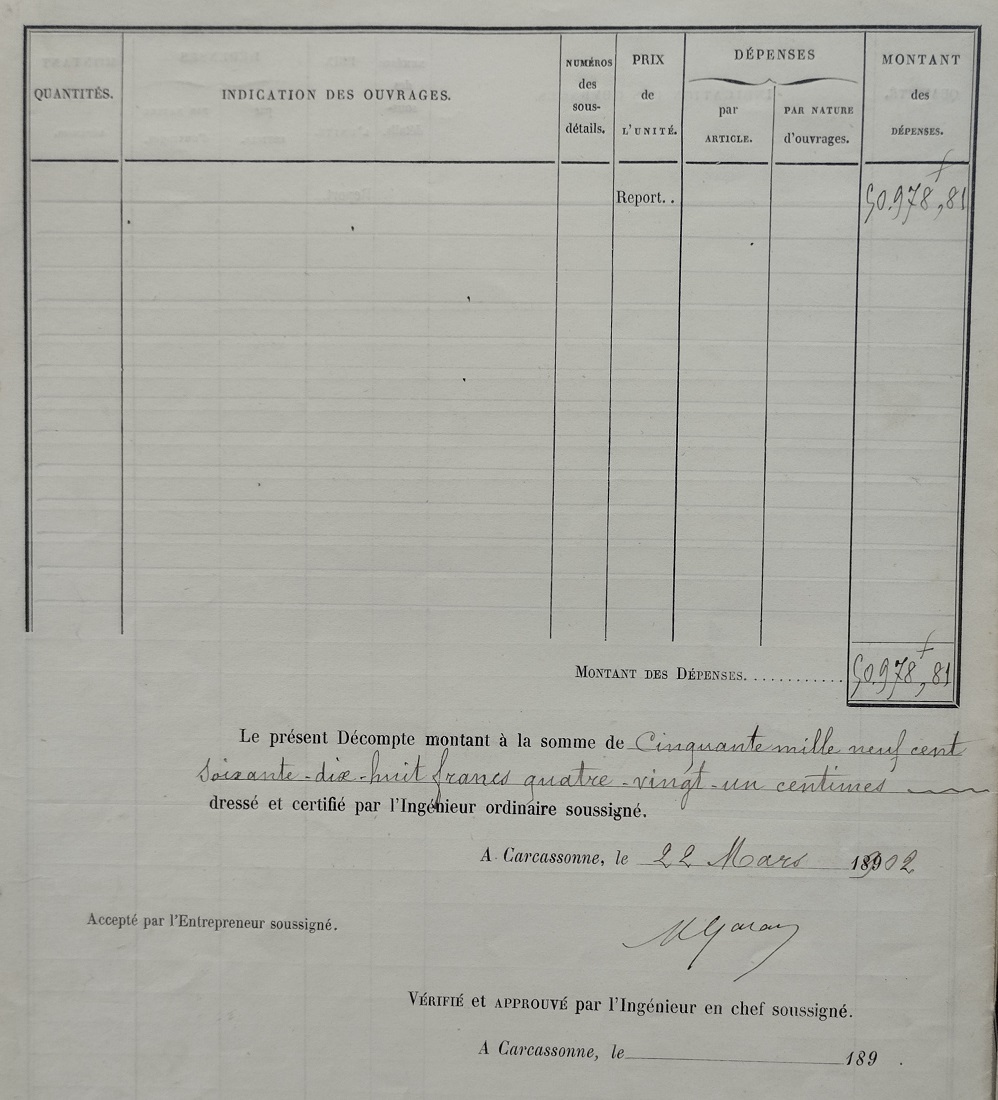 QUANTITÉS.
INDICATION DES OUVRAGES.
NUMÉROS
des
sous-
détails.
PRIX
de
L'UNITÉ.
DÉPENSES
par
ARTICLE.
PAR NATURE
d'ouvrages.
MONTANT
des
DÉPENSES.
Report. . 50.978,81
MONTANT DES DÉPENSES. . . . . . . . . . . . 50.978,81
Le présent Décompte montant à la somme de Cinquante mille neuf cent
soixante-dix-huit francs quatre-vingt-un centimes
dressé et certifié par l'Ingénieur ordinaire soussigné.
A Carcassonne, le 22 Mars 1902
Accepté par l'Entrepreneur soussigné.
VÉRIFIÉ et APPROUVÉ par l'Ingénieur en chef soussigné.
A Carcassonne, le 189 .